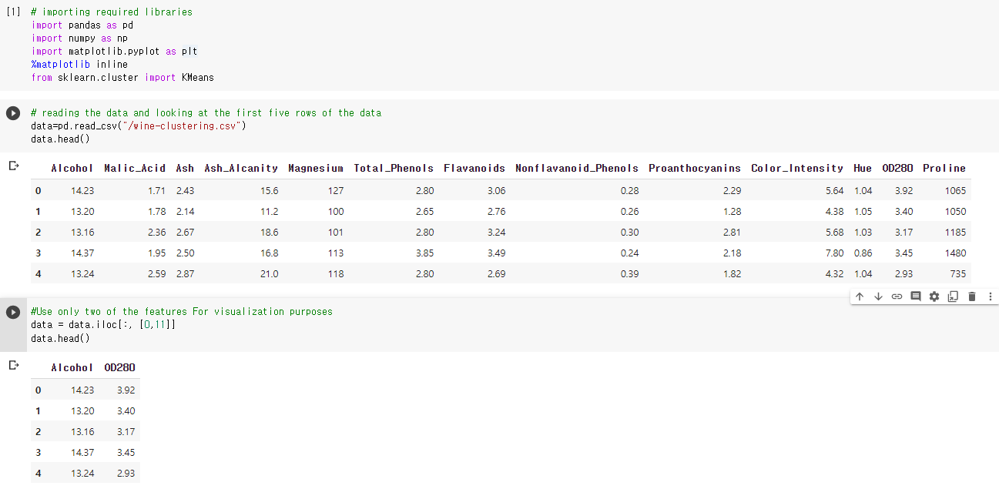 [1] # importing required libraries
import pandas as pd
import numpy as np
import matplotlib.pyplot as plt
%matplotlib inline
from sklearn.cluster import KMeans
# reading the data and looking at the first five rows of the data
data=pd.read_csv("/wine-clustering.csv")
data.head()
Alcohol Malic_Acid Ash Ash_Alcanity Magnesium Total_Phenols Flavanoids Nonflavanoid_Phenols Proanthocyanins Color_Intensity Hue OD280 Proline
0 14.23 1.71 2.43 15.6 127 2.80 3.06 0.28 2.29 5.64 1.04 3.92 1065
1 13.20 1.78 2.14 11.2 100 2.65 2.76 0.26 1.28 4.38 1.05 3.40 1050
2 13.16 2.36 2.67 18.6 101 2.80 3.24 0.30 2.81 5.68 1.03 3.17 1185
3 14.37 1.95 2.50 16.8 113 3.85 3.49 0.24 2.18 7.80 0.86 3.45 1480
4 13.24 2.59 2.87 21.0 118 2.80 2.69 0.39 1.82 4.32 1.04 2.93 735
#Use only two of the features For visualization purposes
data = data.iloc[:, [0,11]]
data.head()
Alcohol OD280
0 14.23 3.92
1 13.20 3.40
2 13.16 3.17
3 14.37 3.45
4 13.24 2.93